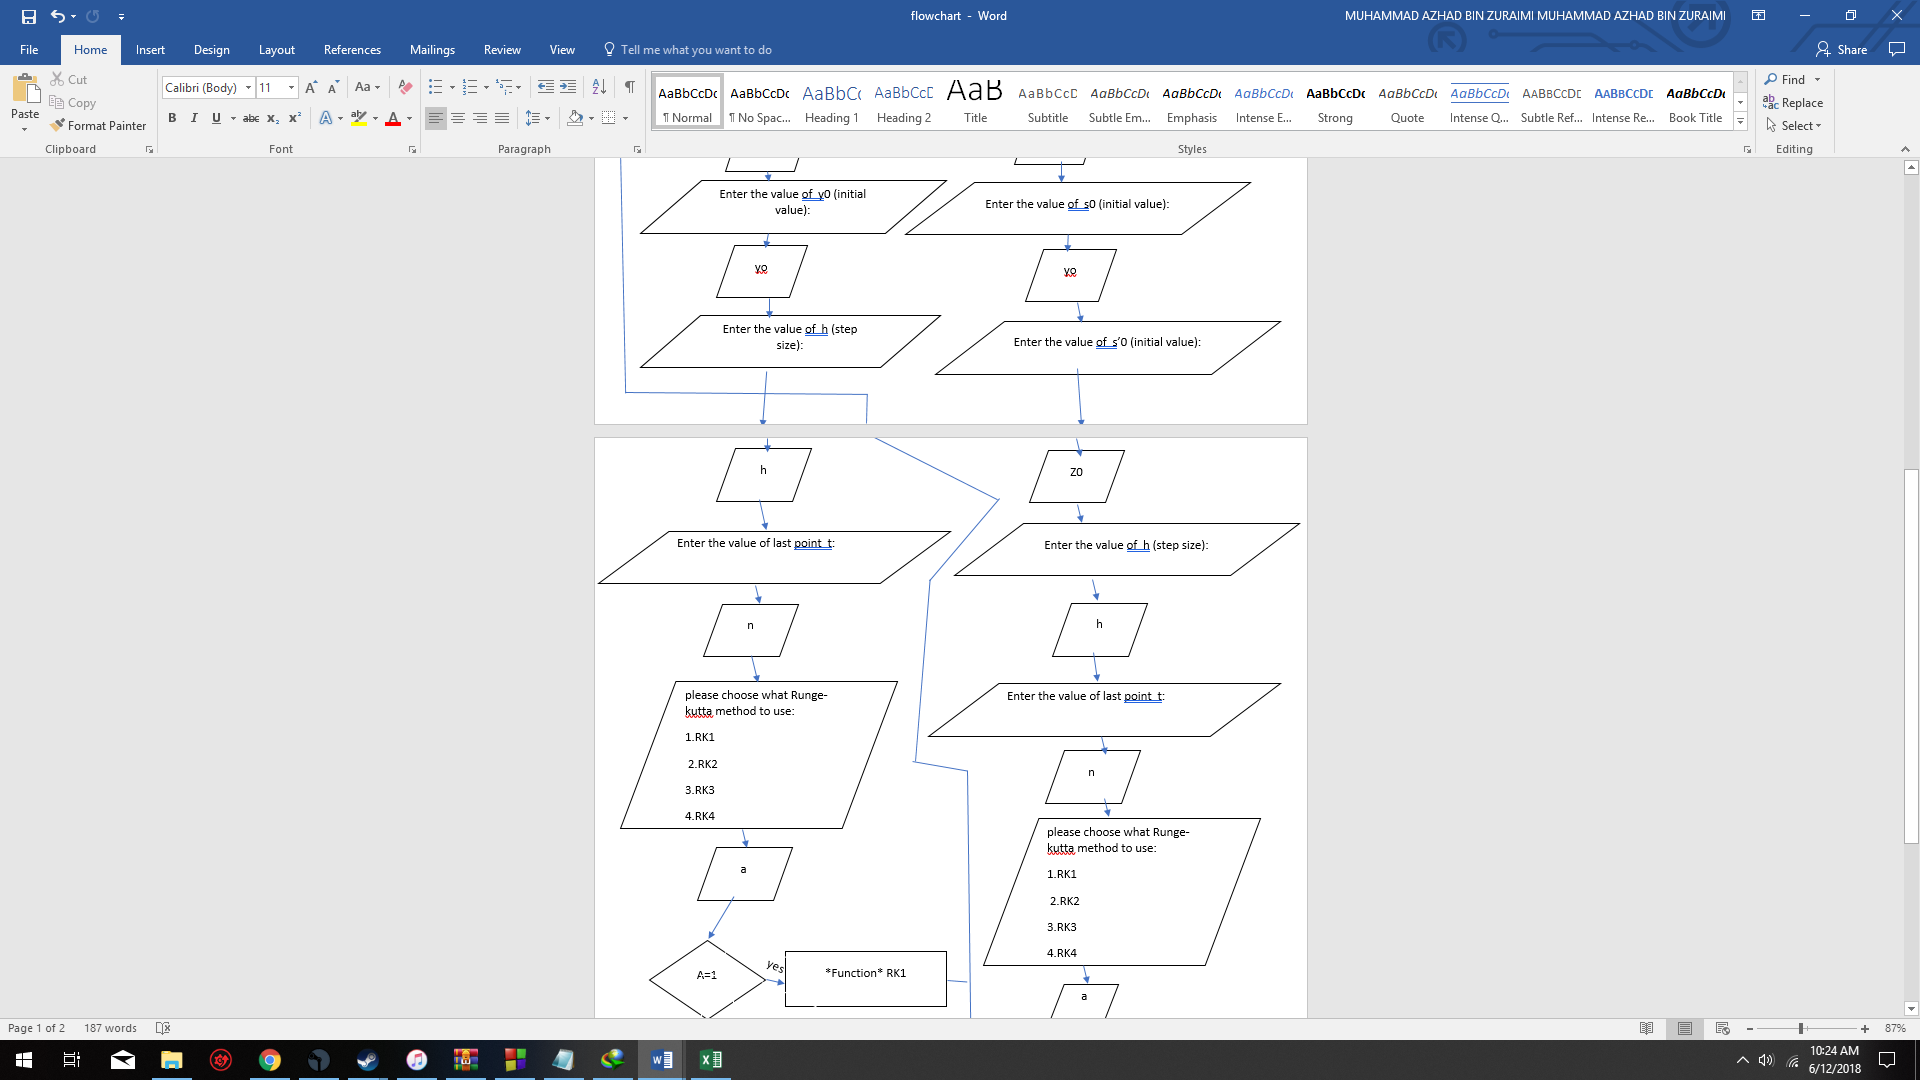 flowchart - Word
MUHAMMAD AZHAD BIN ZURAIMI MUHAMMAD AZHAD BIN ZURAIMI
File Home Insert Design Layout References Mailings Review View Tell me what you want to do
Share
Paste
Cut
Copy
Format Painter
Clipboard
Calibri (Body) 11
Font
Paragraph
AaBbCcDc AaBbCcDc AaBbCc AaBbCcD AaB AaBbCcD AaBbCcDc AaBbCcDc AaBbCcDc AaBbCcDc AaBbCcDc AaBbCcDc AaBbCcDc AaBbCcDc AaBbCcDc
¶ Normal ¶ No Spac... Heading 1 Heading 2 Title Subtitle Subtle Em... Emphasis Intense E... Strong Quote Intense Q... Subtle Ref... Intense Re... Book Title
Styles
Find
Replace
Select
Editing
Enter the value of y0 (initial
value):
yo
Enter the value of h (step
size):
Enter the value of s0 (initial value):
yo
Enter the value of s'0 (initial value):
h
Enter the value of last point t:
n
please choose what Runge-
kutta method to use:
1.RK1
2.RK2
3.RK3
4.RK4
a
A=1
yes
*Function* RK1
Z0
Enter the value of h (step size):
h
Enter the value of last point t:
n
please choose what Runge-
kutta method to use:
1.RK1
2.RK2
3.RK3
4.RK4
a
Page 1 of 2 187 words
87%
10:24 AM
6/12/2018